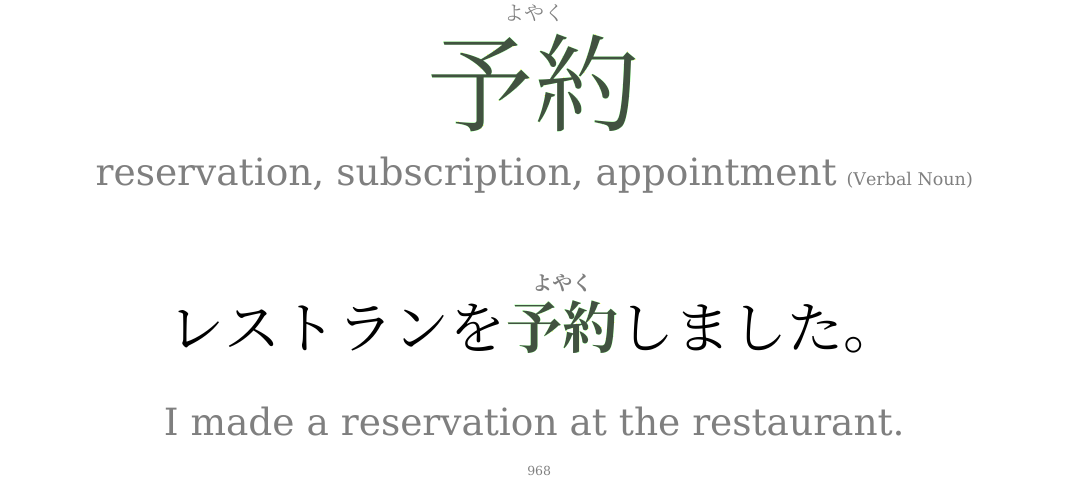 よやく
予約
reservation, subscription, appointment (Verbal Noun)
よやく
レストランを予約しました。
I made a reservation at the restaurant.
968